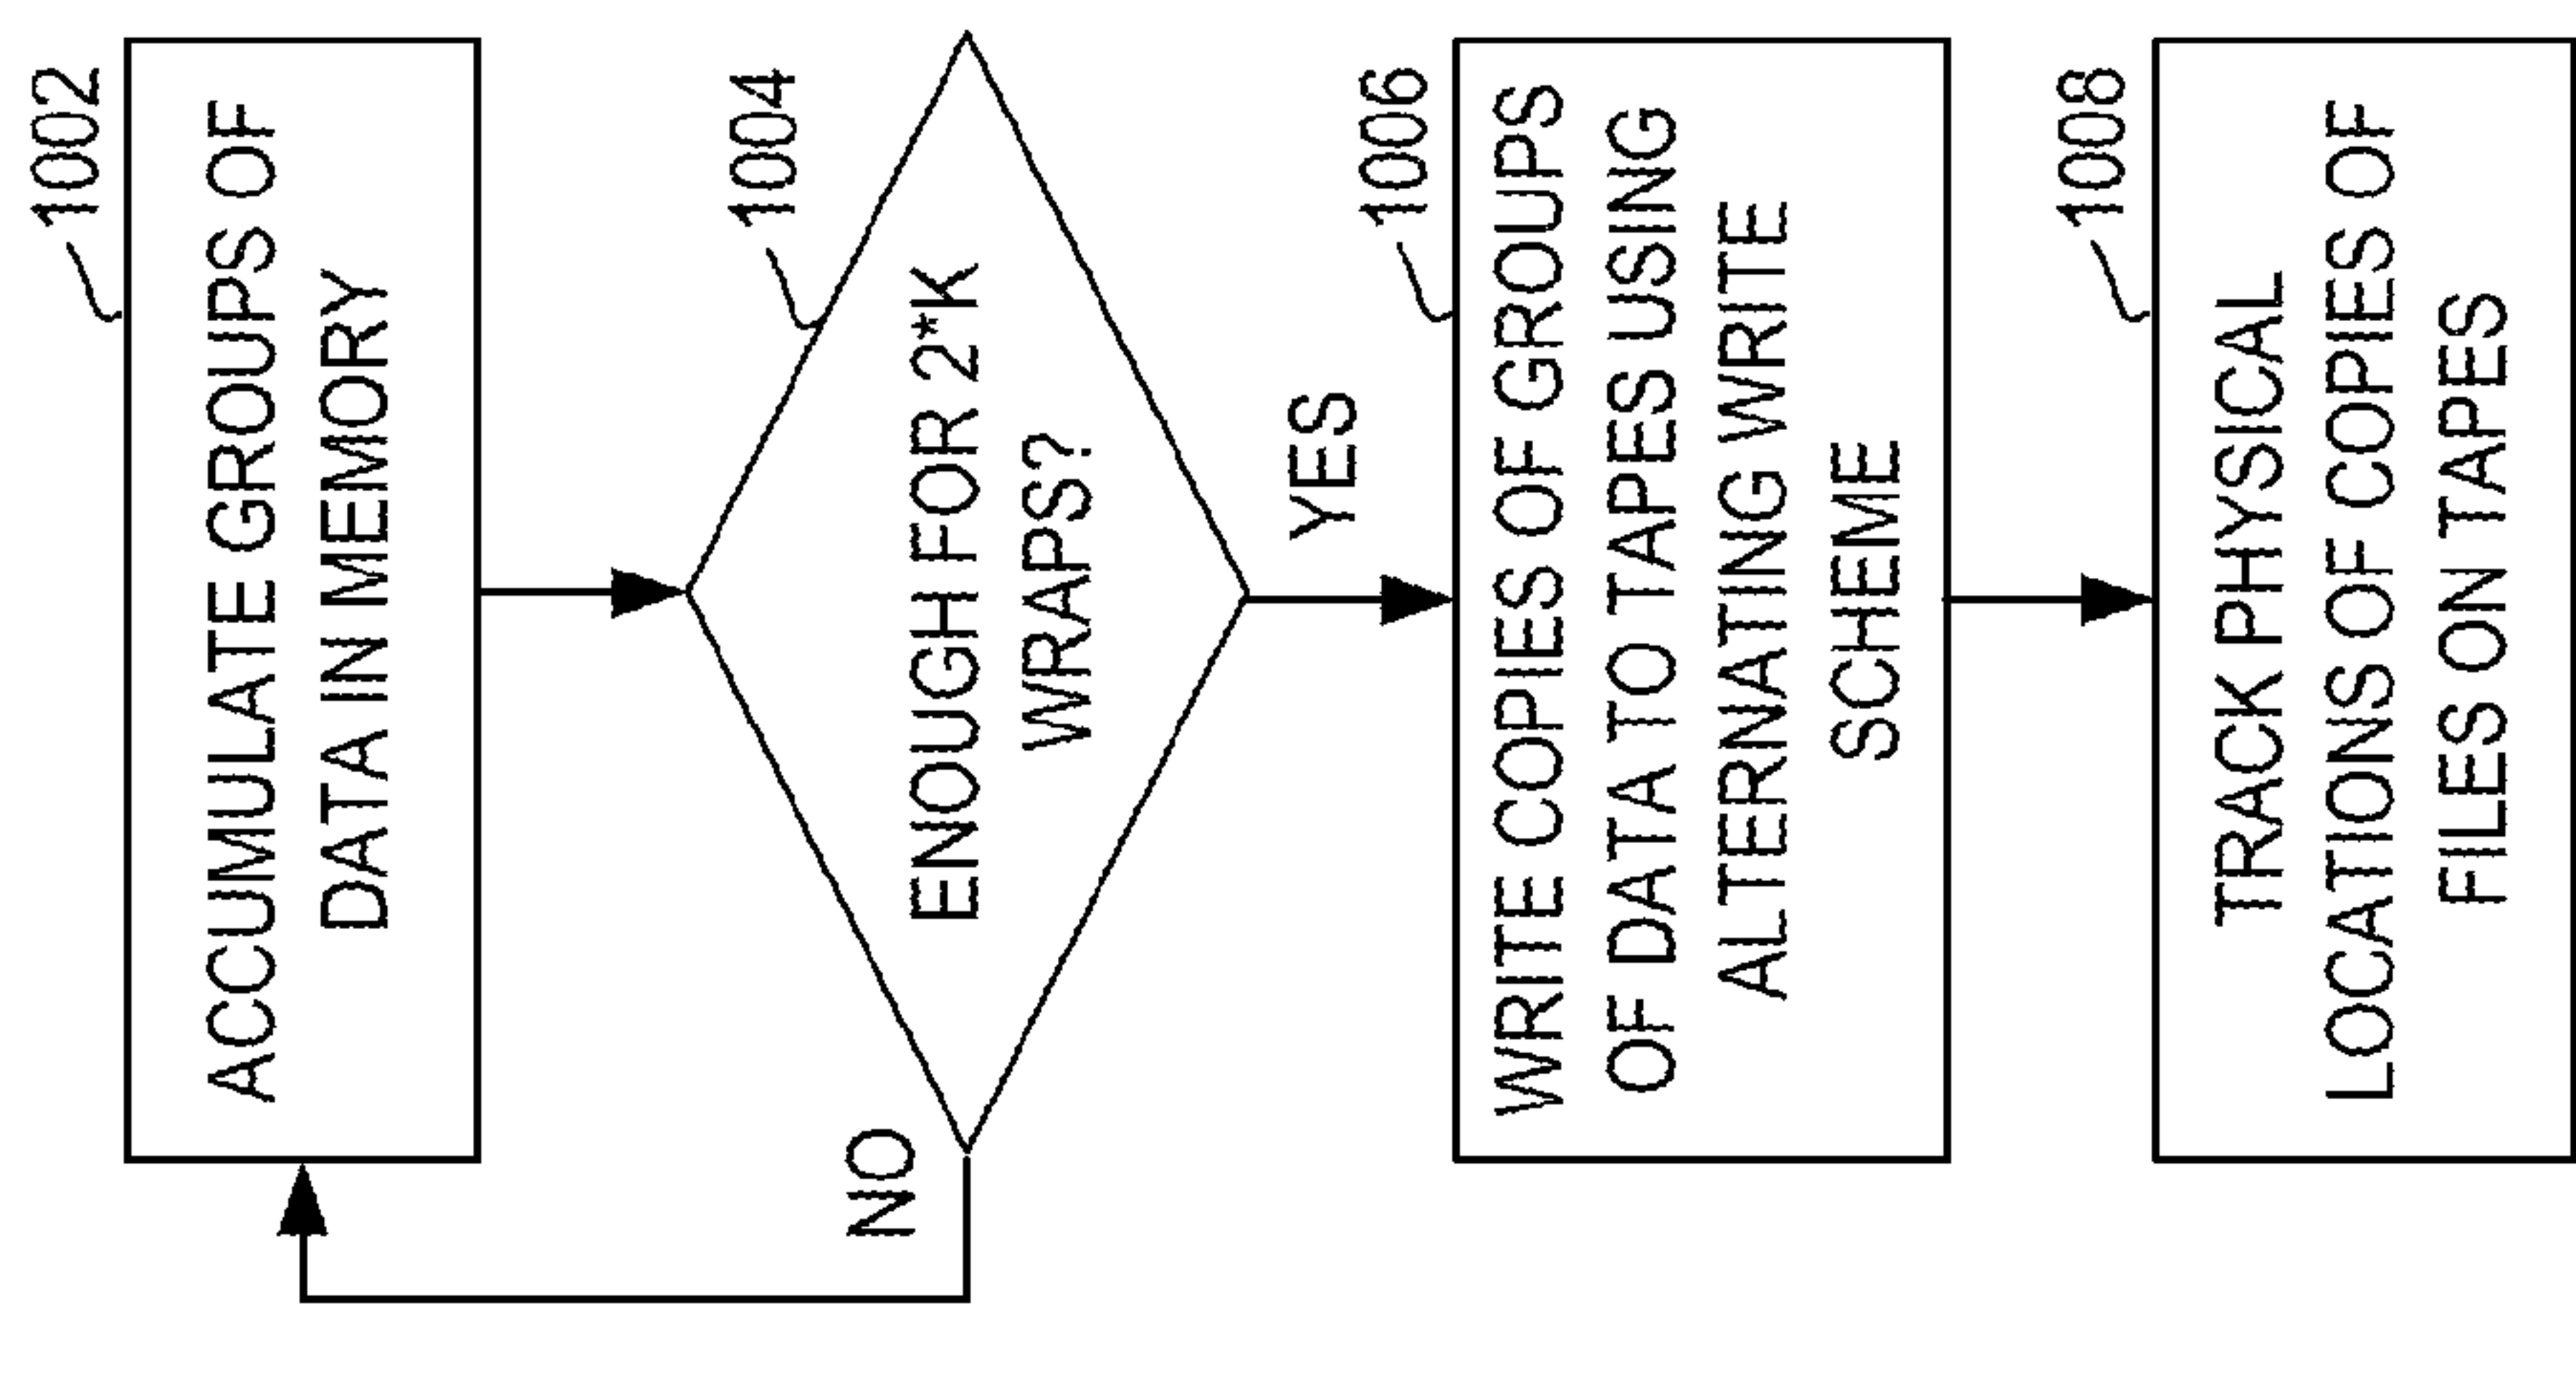 1002
ACCUMULATE GROUPS OF
DATA IN MEMORY
1004
ENOUGH FOR 2*K
WRAPS?
NO
YES
1006
WRITE COPIES OF GROUPS
OF DATA TO TAPES USING
ALTERNATING WRITE
SCHEME
1008
TRACK PHYSICAL
LOCATIONS OF COPIES OF
FILES ON TAPES